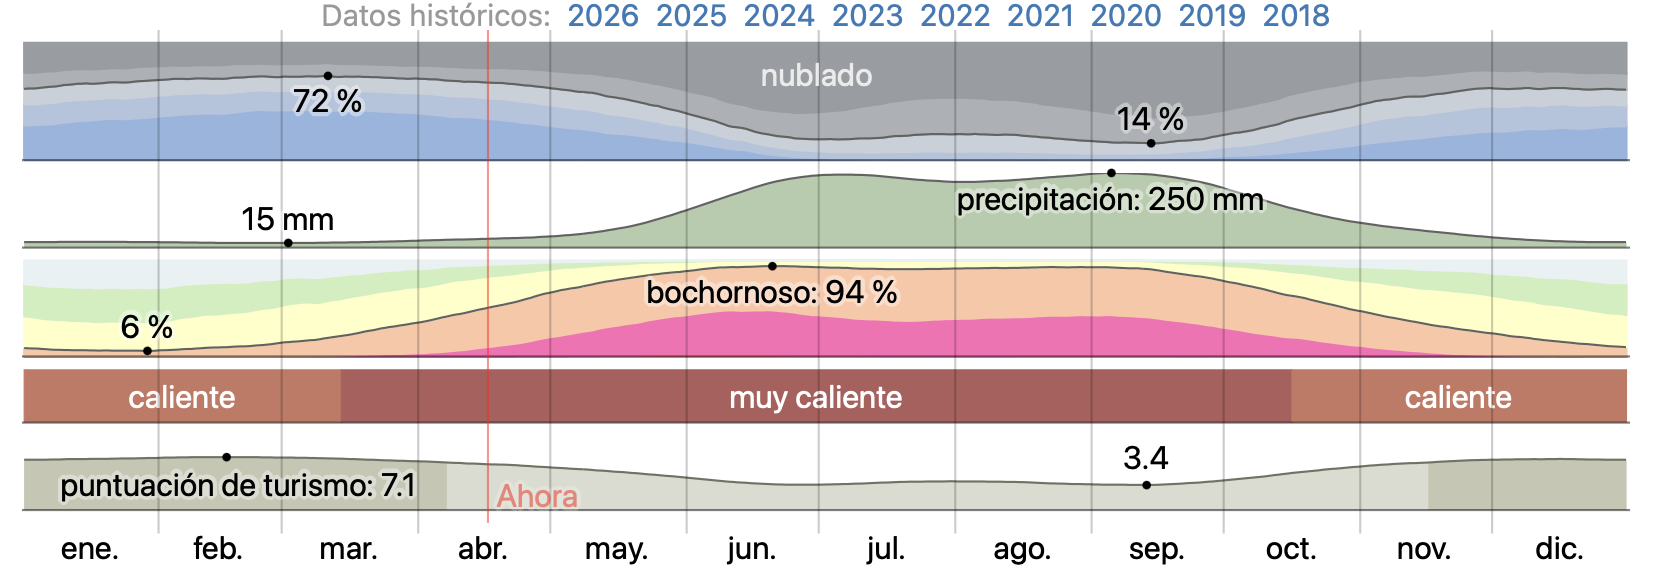 Datos históricos: 2026 2025 2024 2023 2022 2021 2020 2019 2018
nublado
72 %
14 %
15 mm
precipitación: 250 mm
bochornoso: 94 %
6 %
caliente muy caliente caliente
3.4
puntuación de turismo: 7.1
Ahora
ene. feb. mar. abr. may. jun. jul. ago. sep. oct. nov. dic.